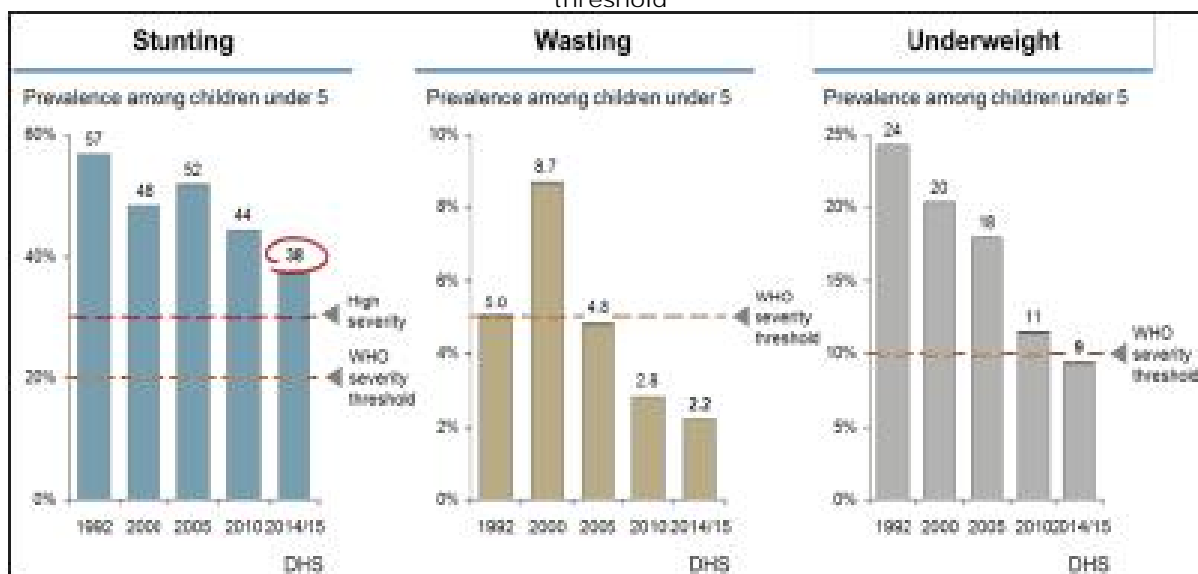 threshold
Stunting
Prevalence among children under 5
60%
40%
20%
0%
57
48
52
44
38
High
severity
WHO
severity
threshold
1992 2000 2005 2010 2014/15
DHS
Wasting
Prevalence among children under 5
10%
8%
6%
4%
2%
0%
5.0
8.7
4.8
2.8
2.2
WHO
severity
threshold
1992 2000 2005 2010 2014/15
DHS
Underweight
Prevalence among children under 5
25%
20%
15%
10%
5%
0%
24
20
18
11
9
WHO
severity
threshold
1992 2000 2005 2010 2014/15
DHS